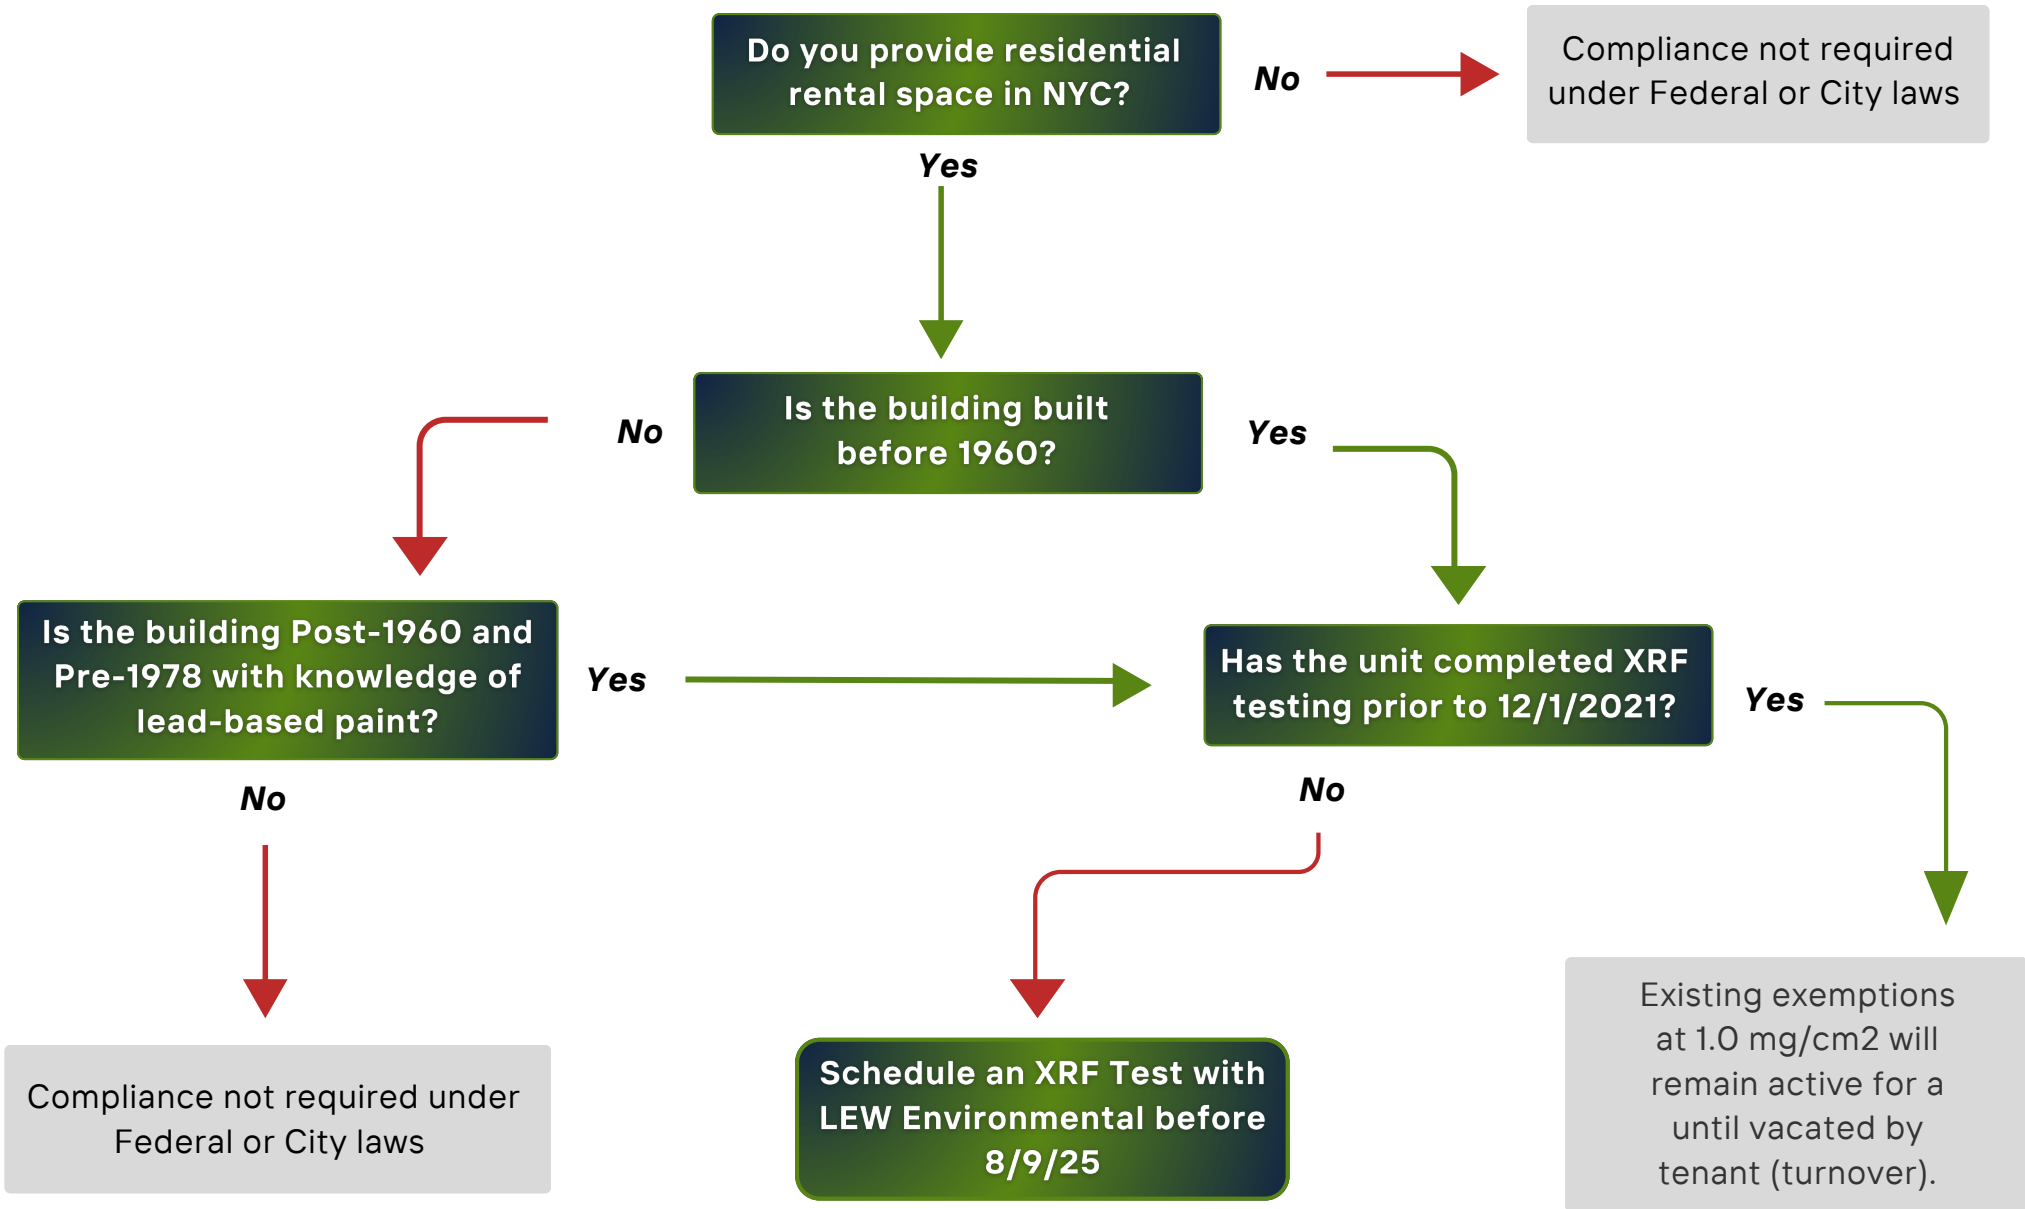 Do you provide residential
rental space in NYC?
No
Compliance not required
under Federal or City laws
Yes
Is the building built
before 1960?
No
Yes
Is the building Post-1960 and
Pre-1978 with knowledge of
lead-based paint?
Yes
Has the unit completed XRF
testing prior to 12/1/2021?
Yes
No
No
Compliance not required under
Federal or City laws
Schedule an XRF Test with
LEW Environmental before
8/9/25
Existing exemptions
at 1.0 mg/cm2 will
remain active for a
until vacated by
tenant (turnover).